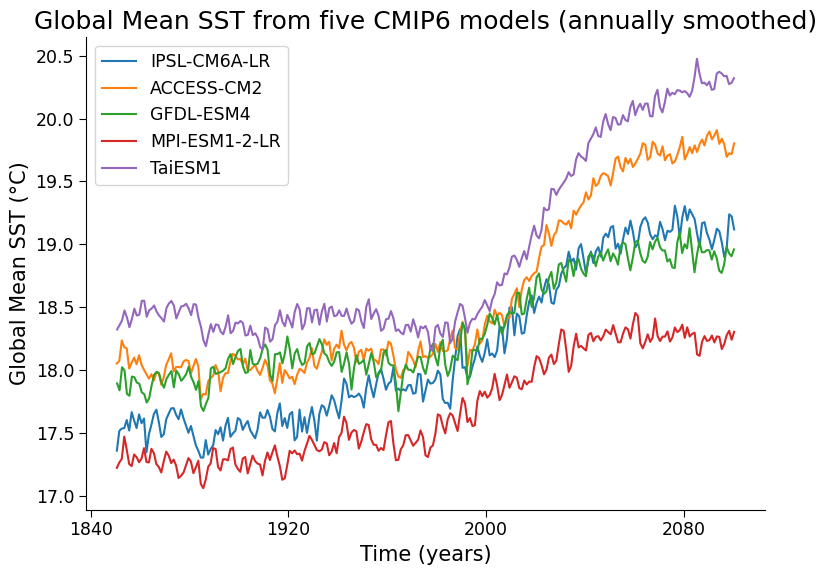 Global Mean SST from five CMIP6 models (annually smoothed)
IPSL-CM6A-LR
ACCESS-CM2
GFDL-ESM4
MPI-ESM1-2-LR
TaiESM1
Global Mean SST (°C)
20.5
20.0
19.5
19.0
18.5
18.0
17.5
17.0
1840
1920
2000
2080
Time (years)